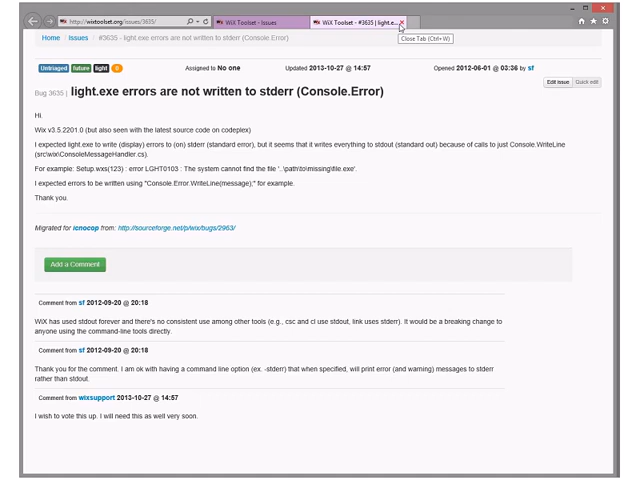 http://wixtoolset.org/issues/3635/
WiX Toolset - Issues
WiX Toolset - #3635 | light.e...
Close Tab (Ctrl+W)
Home / Issues / #3635 - light.exe errors are not written to stderr (Console.Error)
Untriaged future light 0
Assigned to No one
Updated 2013-10-27 @ 14:57
Opened 2012-06-01 @ 03:36 by sf
Edit issue Quick edit
Bug 3635 | light.exe errors are not written to stderr (Console.Error)
Hi.
Wix v3.5.2201.0 (but also seen with the latest source code on codeplex)
I expected light.exe to write (display) errors to (on) stderr (standard error), but it seems that it writes everything to stdout (standard out) because of calls to just Console.WriteLine
(src\wix\ConsoleMessageHandler.cs).
For example: Setup.wxs(123) : error LGHT0103 : The system cannot find the file '..\path\to\missing\file.exe'.
I expected errors to be written using "Console.Error.WriteLine(message);" for example.
Thank you.
Migrated for icnocop from: http://sourceforge.net/p/wix/bugs/2963/
Add a Comment
Comment from sf 2012-09-20 @ 20:18
WiX has used stdout forever and there's no consistent use among other tools (e.g., csc and cl use stdout, link uses stderr). It would be a breaking change to
anyone using the command-line tools directly.
Comment from sf 2012-09-20 @ 20:18
Thank you for the comment. I am ok with having a command line option (ex. -stderr) that when specified, will print error (and warning) messages to stderr
rather than stdout.
Comment from wixsupport 2013-10-27 @ 14:57
I wish to vote this up. I will need this as well very soon.